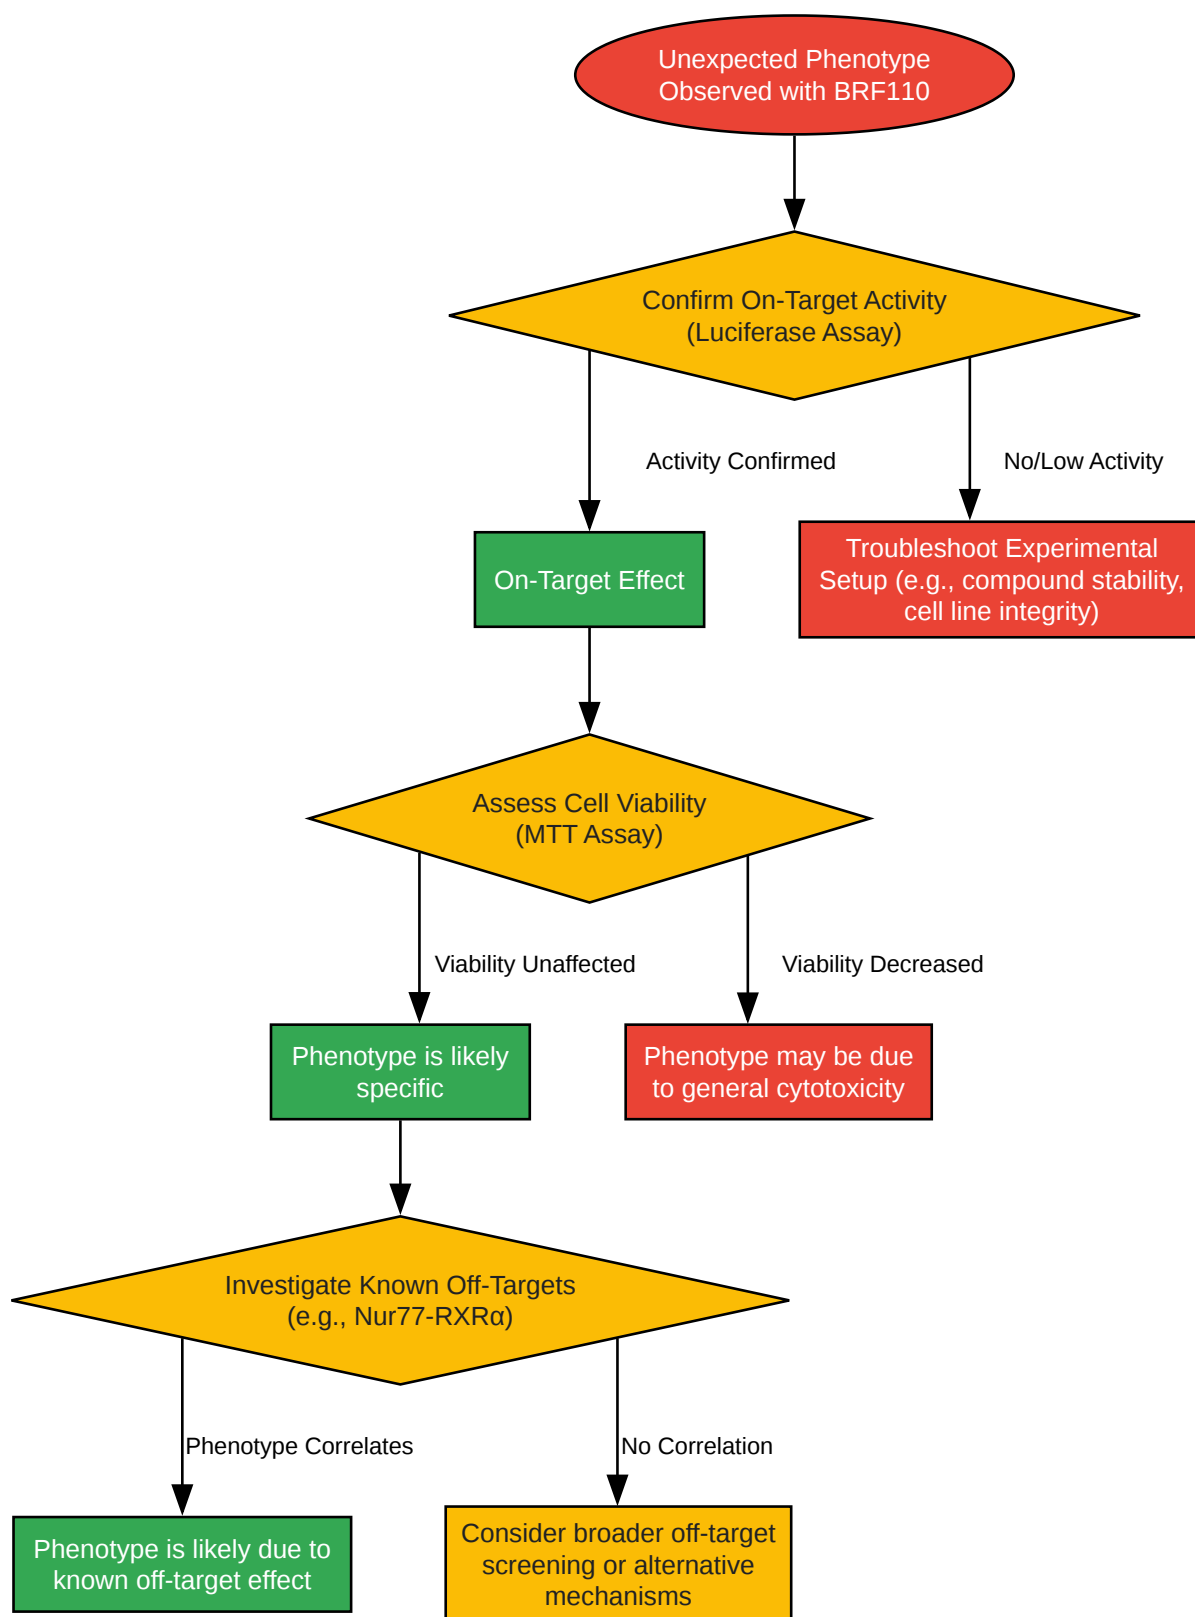 Unexpected Phenotype
Observed with BRF110
Confirm On-Target Activity
(Luciferase Assay)
Activity Confirmed
No/Low Activity
On-Target Effect
Troubleshoot Experimental
Setup (e.g., compound stability,
cell line integrity)
Assess Cell Viability
(MTT Assay)
Viability Unaffected
Viability Decreased
Phenotype is likely
specific
Phenotype may be due
to general cytotoxicity
Investigate Known Off-Targets
(e.g., Nur77-RXRα)
Phenotype Correlates
No Correlation
Phenotype is likely due to
known off-target effect
Consider broader off-target
screening or alternative
mechanisms